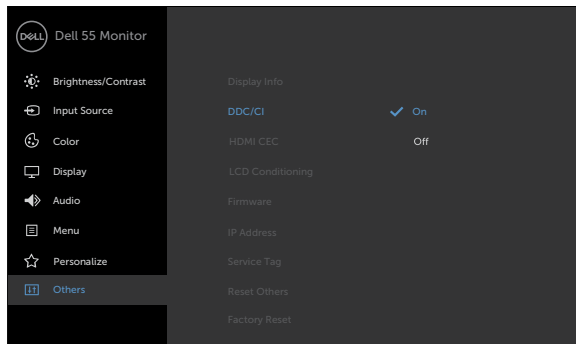 DELL Dell 55 Monitor
Brightness/Contrast Display Info
Input Source DDC/CI On
Color HDMI CEC Off
Display LCD Conditioning
Audio Firmware
Menu IP Address
Personalize Service Tag
Others Reset Others
Factory Reset